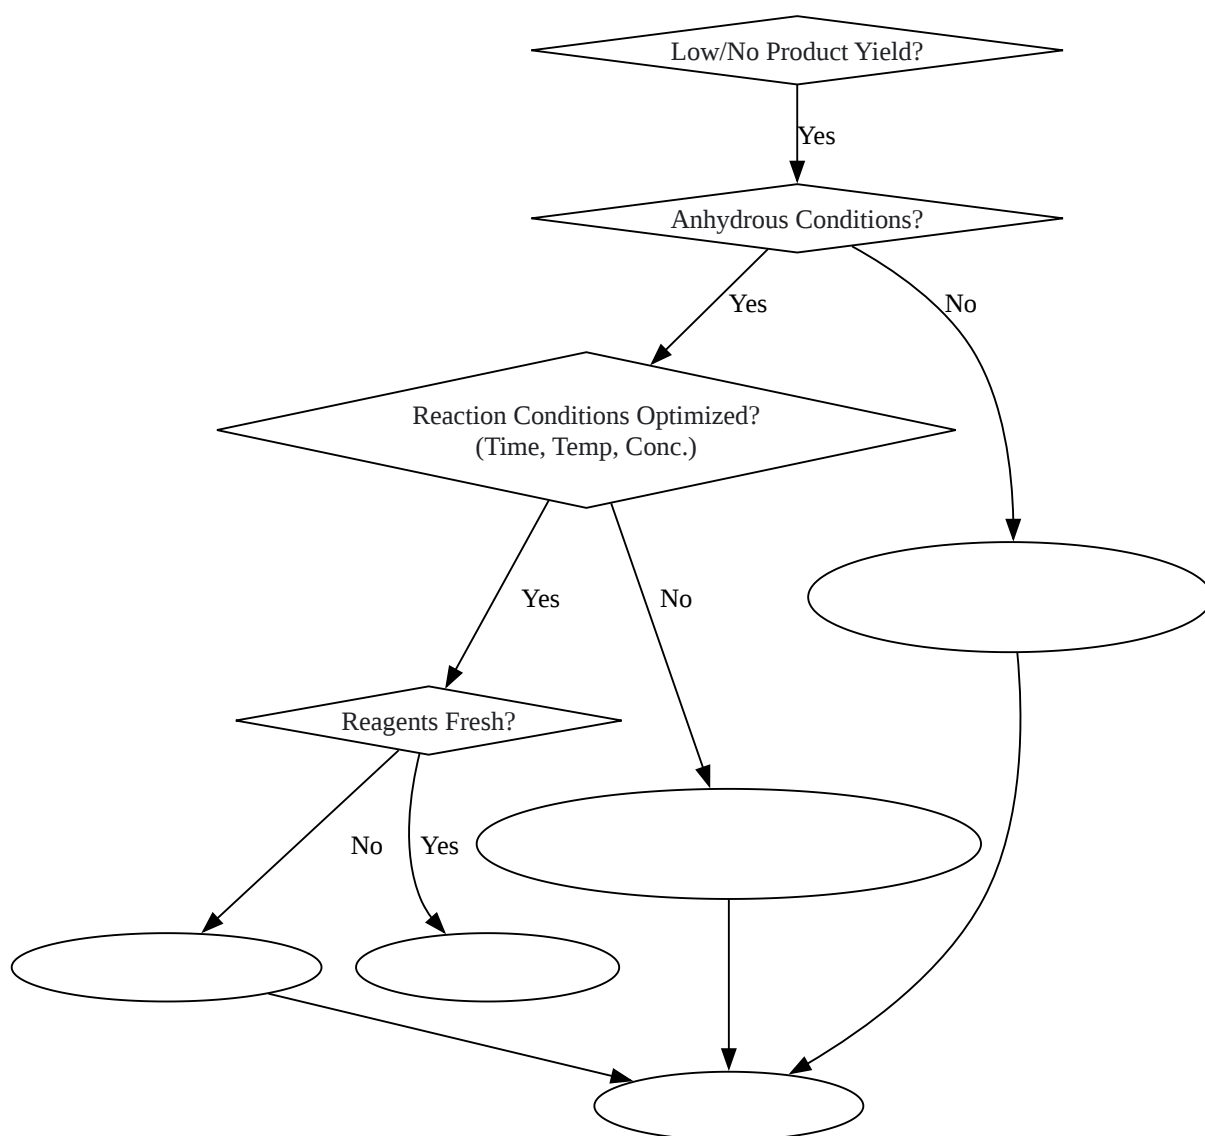 Low/No Product Yield?
Yes
Anhydrous Conditions?
Yes
No
Reaction Conditions Optimized?
(Time, Temp, Conc.)
Yes
No
Reagents Fresh?
No
Yes